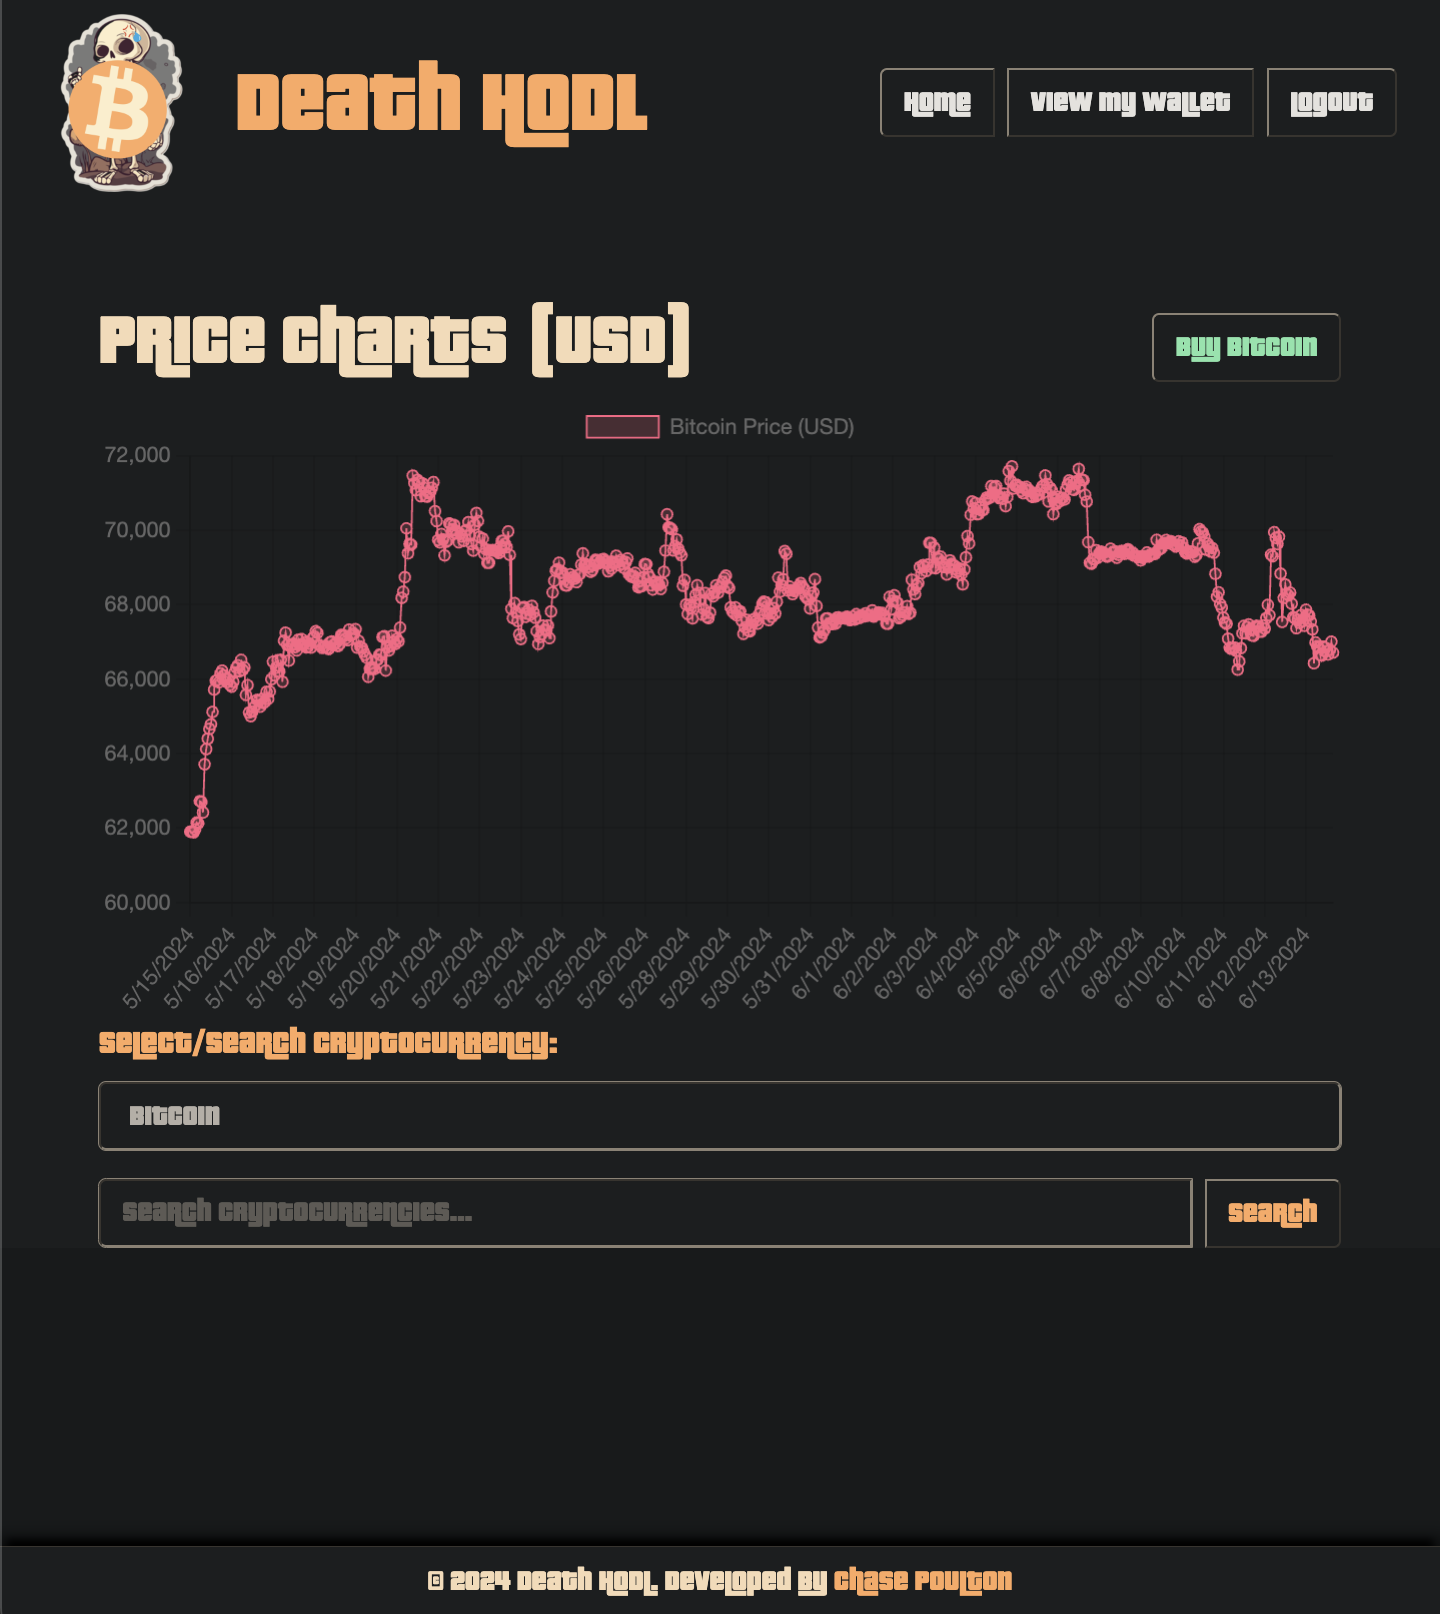 Death HODL
Home
View my wallet
Logout
Price Charts (USD)
Buy Bitcoin
Bitcoin Price (USD)
72,000
70,000
68,000
66,000
64,000
62,000
60,000
5/15/2024
5/16/2024
5/17/2024
5/18/2024
5/19/2024
5/20/2024
5/21/2024
5/22/2024
5/23/2024
5/24/2024
5/25/2024
5/26/2024
5/28/2024
5/29/2024
5/30/2024
5/31/2024
6/1/2024
6/2/2024
6/3/2024
6/4/2024
6/5/2024
6/6/2024
6/7/2024
6/8/2024
6/10/2024
6/11/2024
6/12/2024
6/13/2024
Select/Search Cryptocurrency:
Bitcoin
Search cryptocurrencies...
Search
© 2024 Death HODL. Developed by Chase Poulton